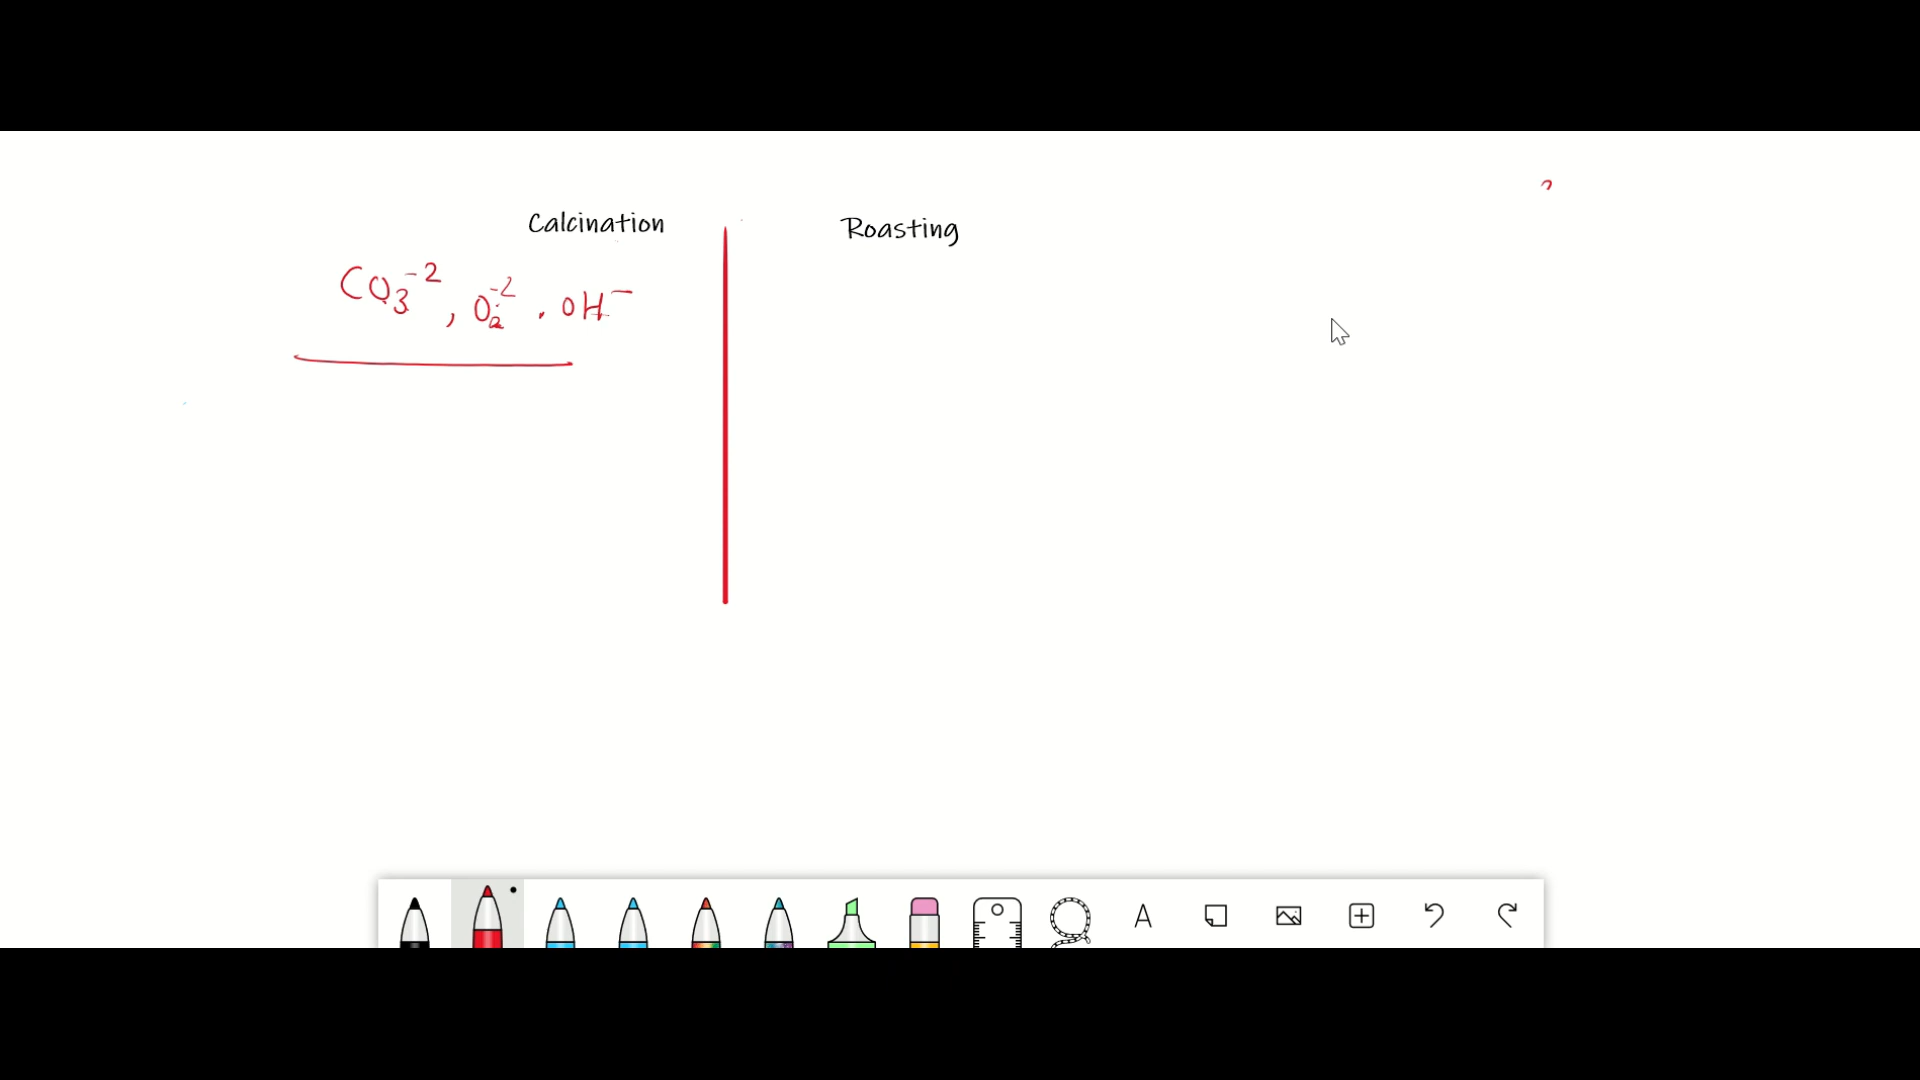 Calcination
Roasting
CO₃⁻², O₂⁻², OH⁻